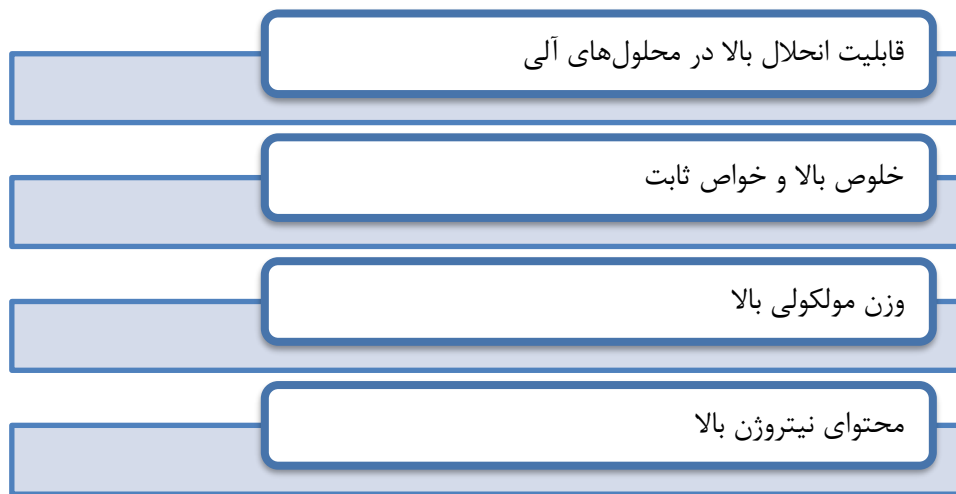 قابلیت انحلال بالا در محلول‌های آلی
خلوص بالا و خواص ثابت
وزن مولکولی بالا
محتوای نیتروژن بالا